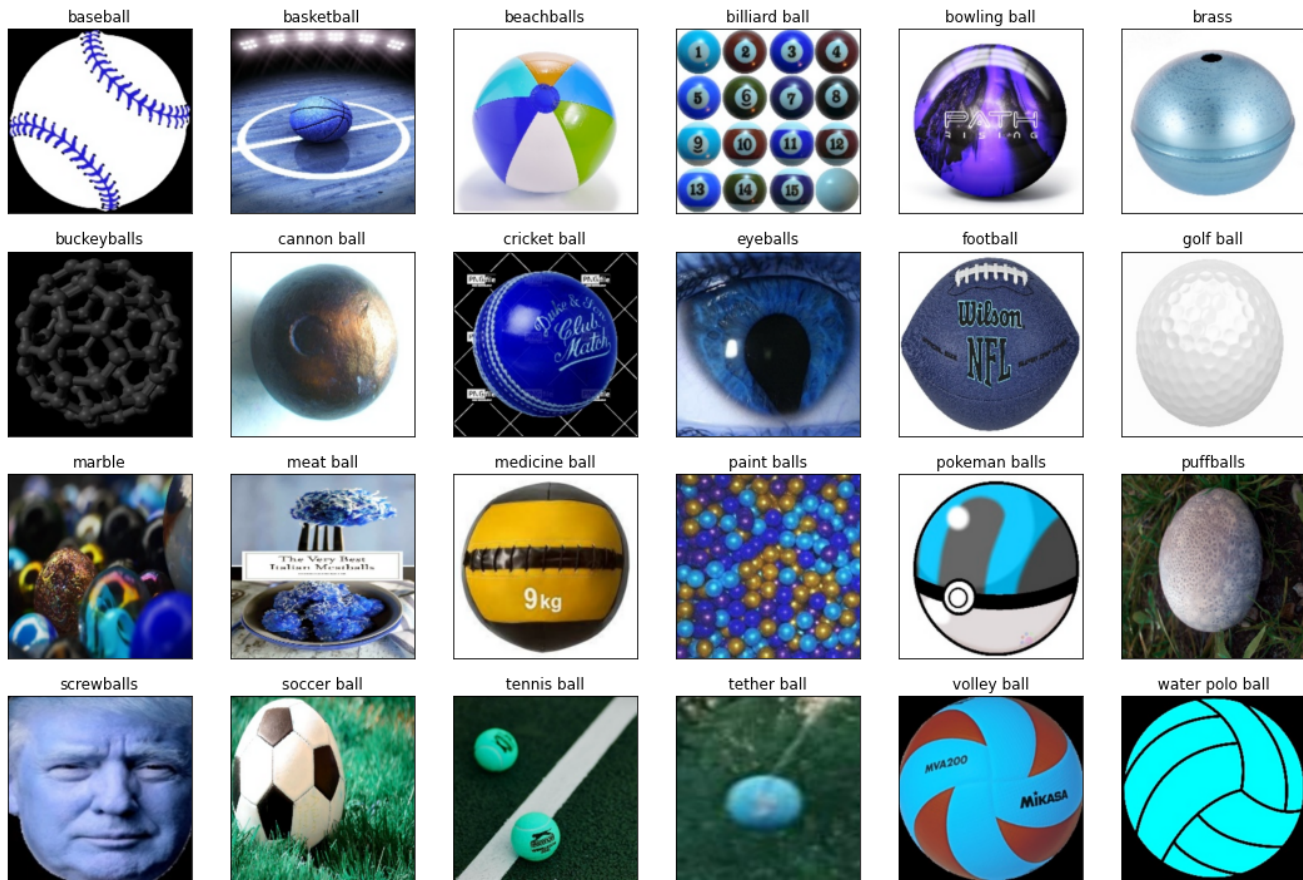 baseball basketball beachballs billiard ball bowling ball brass
1 2 3 4
5 6 7 8
9 10 11 12
13 14 15
PATH
RISING
buckeyballs cannon ball cricket ball eyeballs football golf ball
Duke & Son
Club
Match
Wilson
NFL
marble meat ball medicine ball paint balls pokeman balls puffballs
The Very Best
Italian Meatballs
9kg
screwballs soccer ball tennis ball tether ball volley ball water polo ball
MVA200
MIKASA